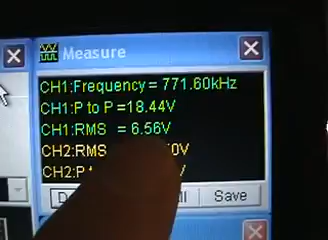 Measure
CH1:Frequency = 771.60kHz
CH1:P to P =18.44V
CH1:RMS = 6.56V
CH2:RMS
CH2:P
Save